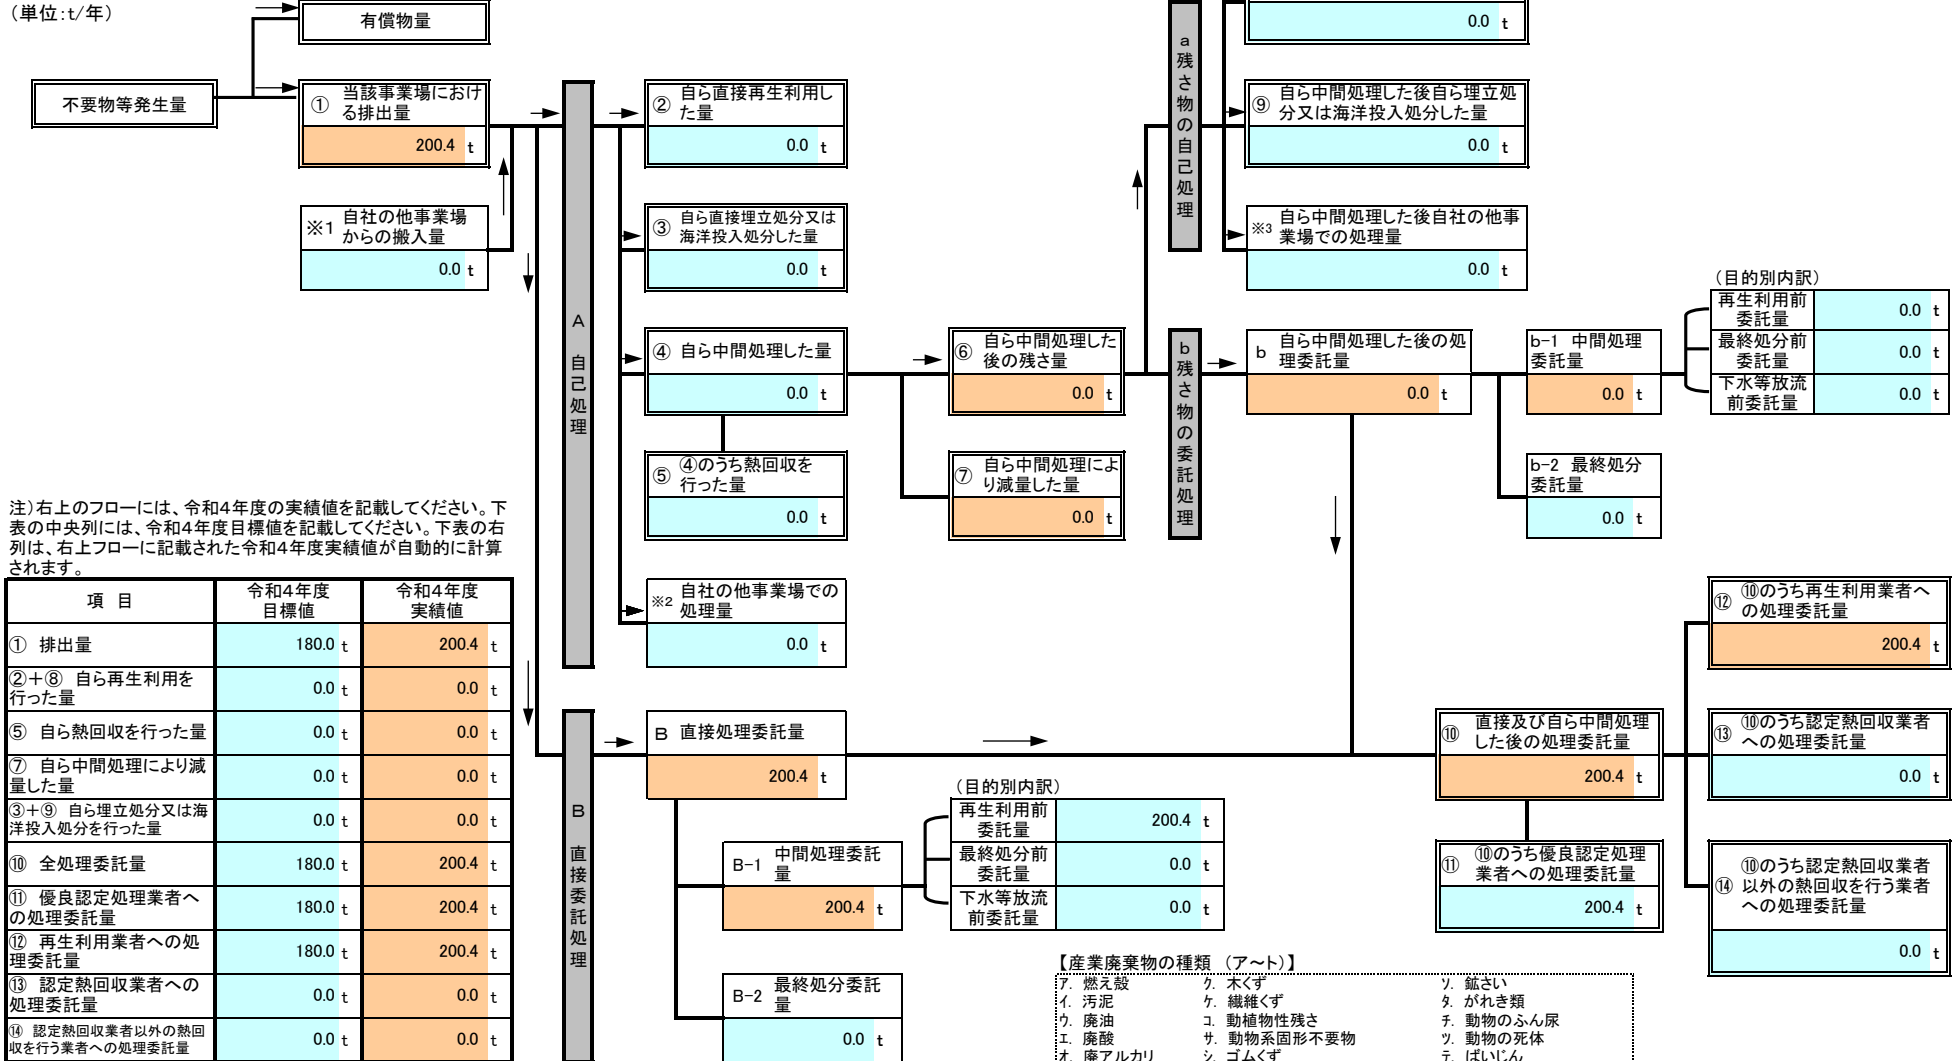 (単位:t/年)
有償物量
不要物等発生量
① 当該事業場におけ
る排出量
200.4 t
※1 自社の他事業場
からの搬入量
0.0 t
A 自己処理
② 自ら直接再生利用し
た量
0.0 t
③ 自ら直接埋立処分又は
海洋投入処分した量
0.0 t
④ 自ら中間処理した量
0.0 t
⑤ ④のうち熱回収を
行った量
0.0 t
※2 自社の他事業場での
処理量
0.0 t
⑥ 自ら中間処理した
後の残さ量
0.0 t
⑦ 自ら中間処理によ
り減量した量
0.0 t
a 残さ物の自己処理
0.0 t
⑨ 自ら中間処理した後自ら埋立処
分又は海洋投入処分した量
0.0 t
※3 自ら中間処理した後自社の他事
業場での処理量
0.0 t
b 残さ物の委託処理
b 自ら中間処理した後の処
理委託量
0.0 t
b-1 中間処理
委託量
0.0 t
b-2 最終処分
委託量
0.0 t
(目的別内訳)
再生利用前
委託量 0.0 t
最終処分前
委託量 0.0 t
下水等放流
前委託量 0.0 t
注)右上のフローには、令和4年度の実績値を記載してください。下
表の中央列には、令和4年度目標値を記載してください。下表の右
列は、右上フローに記載された令和4年度実績値が自動的に計算
されます。
項 目 令和4年度
目標値 令和4年度
実績値
① 排出量 180.0 t 200.4 t
②+⑧ 自ら再生利用を
行った量 0.0 t 0.0 t
⑤ 自ら熱回収を行った量 0.0 t 0.0 t
⑦ 自ら中間処理により減
量した量 0.0 t 0.0 t
③+⑨ 自ら埋立処分又は海
洋投入処分を行った量 0.0 t 0.0 t
⑩ 全処理委託量 180.0 t 200.4 t
⑪ 優良認定処理業者へ
の処理委託量 180.0 t 200.4 t
⑫ 再生利用業者への処
理委託量 180.0 t 200.4 t
⑬ 認定熱回収業者への
処理委託量 0.0 t 0.0 t
⑭ 認定熱回収業者以外の熱回
収を行う業者への処理委託量 0.0 t 0.0 t
B 直接委託処理
B 直接処理委託量
200.4 t
B-1 中間処理委託
量
200.4 t
B-2 最終処分委託
量
0.0 t
(目的別内訳)
再生利用前
委託量 200.4 t
最終処分前
委託量 0.0 t
下水等放流
前委託量 0.0 t
⑩ 直接及び自ら中間処理
した後の処理委託量
200.4 t
⑪ ⑩のうち優良認定処理
業者への処理委託量
200.4 t
⑫ ⑩のうち再生利用業者へ
の処理委託量
200.4 t
⑬ ⑩のうち認定熱回収業者
への処理委託量
0.0 t
⑭ ⑩のうち認定熱回収業者
以外の熱回収を行う業者
への処理委託量
0.0 t
【産業廃棄物の種類 (ア~ト)】
ア. 燃え殻 ク. 木くず ソ. 鉱さい
イ. 汚泥 ケ. 繊維くず タ. がれき類
ウ. 廃油 コ. 動植物性残さ チ. 動物のふん尿
エ. 廃酸 サ. 動物系固形不要物 ツ. 動物の死体
オ. 廃アルカリ シ. ゴムくず テ. ばいじん